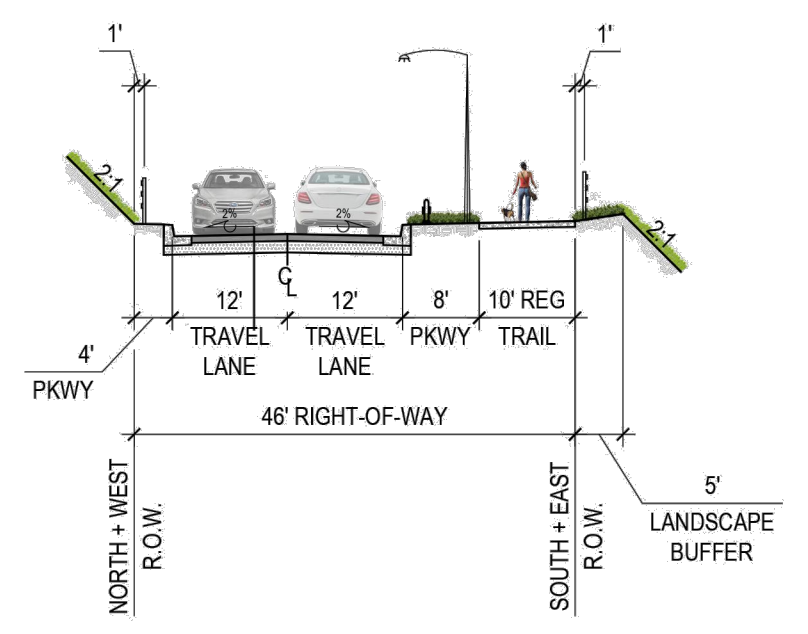 1'
1'
2:1
2%
2%
2:1
CL
12'
12'
8'
10' REG
TRAVEL
LANE
TRAVEL
LANE
PKWY
TRAIL
4'
PKWY
46' RIGHT-OF-WAY
NORTH + WEST
R.O.W.
SOUTH + EAST
R.O.W.
5'
LANDSCAPE
BUFFER